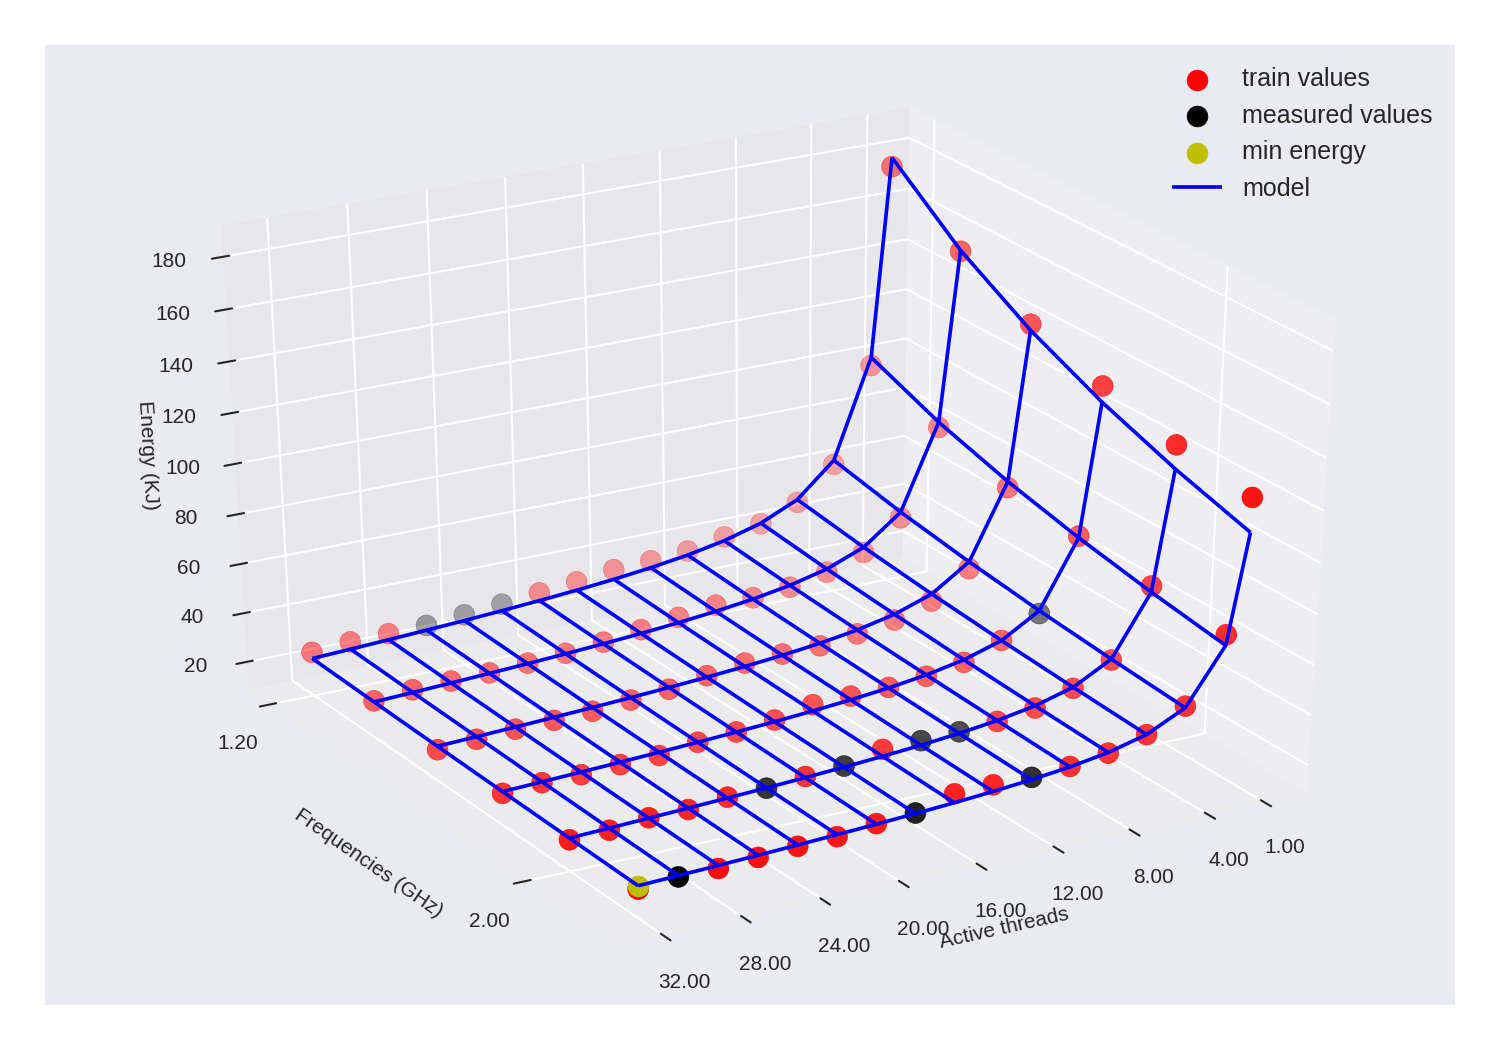 train values
measured values
min energy
model
180
160
140
120
100
80
60
40
20
Energy (KJ)
1.20
2.00
Frequencies (GHz)
32.00
28.00
24.00
20.00
16.00
12.00
8.00
4.00
1.00
Active threads